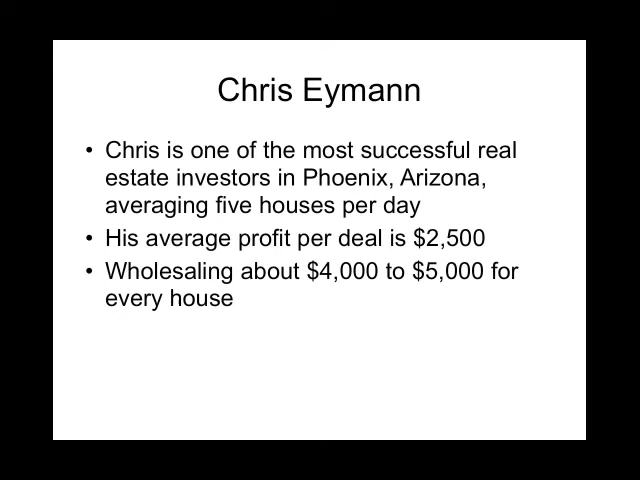 Chris Eymann
• Chris is one of the most successful real
estate investors in Phoenix, Arizona,
averaging five houses per day
• His average profit per deal is $2,500
• Wholesaling about $4,000 to $5,000 for
every house